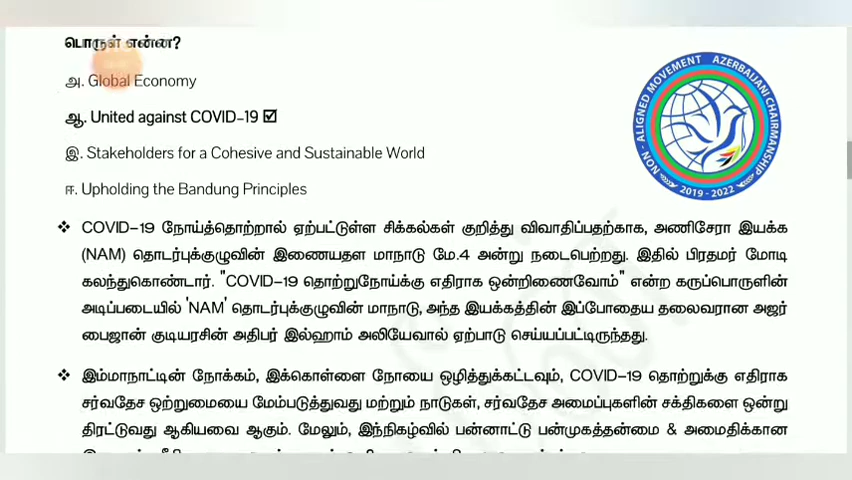 பொருள் என்ன?
அ. Global Economy
ஆ. United against COVID-19 ☑
இ. Stakeholders for a Cohesive and Sustainable World
ஈ. Upholding the Bandung Principles
NON-ALIGNED MOVEMENT AZERBAIJANI CHAIRMANSHIP
2019-2022
❖ COVID-19 நோய்த்தொற்றால் ஏற்பட்டுள்ள சிக்கல்கள் குறித்து விவாதிப்பதற்காக, அணிசேரா இயக்க
(NAM) தொடர்புக்குழுவின் இணையதள மாநாடு மே.4 அன்று நடைபெற்றது. இதில் பிரதமர் மோடி
கலந்துகொண்டார். "COVID-19 தொற்றுநோய்க்கு எதிராக ஒன்றிணைவோம்" என்ற கருப்பொருளின்
அடிப்படையில் 'NAM' தொடர்புக்குழுவின் மாநாடு, அந்த இயக்கத்தின் இப்போதைய தலைவரான அஜர்
பைஜான் குடியரசின் அதிபர் இல்ஹாம் அலியேவால் ஏற்பாடு செய்யப்பட்டிருந்தது.
❖ இம்மாநாட்டின் நோக்கம், இக்கொள்ளை நோயை ஒழித்துக்கட்டவும், COVID-19 தொற்றுக்கு எதிராக
சர்வதேச ஒற்றுமையை மேம்படுத்துவது மற்றும் நாடுகள், சர்வதேச அமைப்புகளின் சக்திகளை ஒன்று
திரட்டுவது ஆகியவை ஆகும். மேலும், இந்நிகழ்வில் பன்னாட்டு பன்முகத்தன்மை & அமைதிக்கான